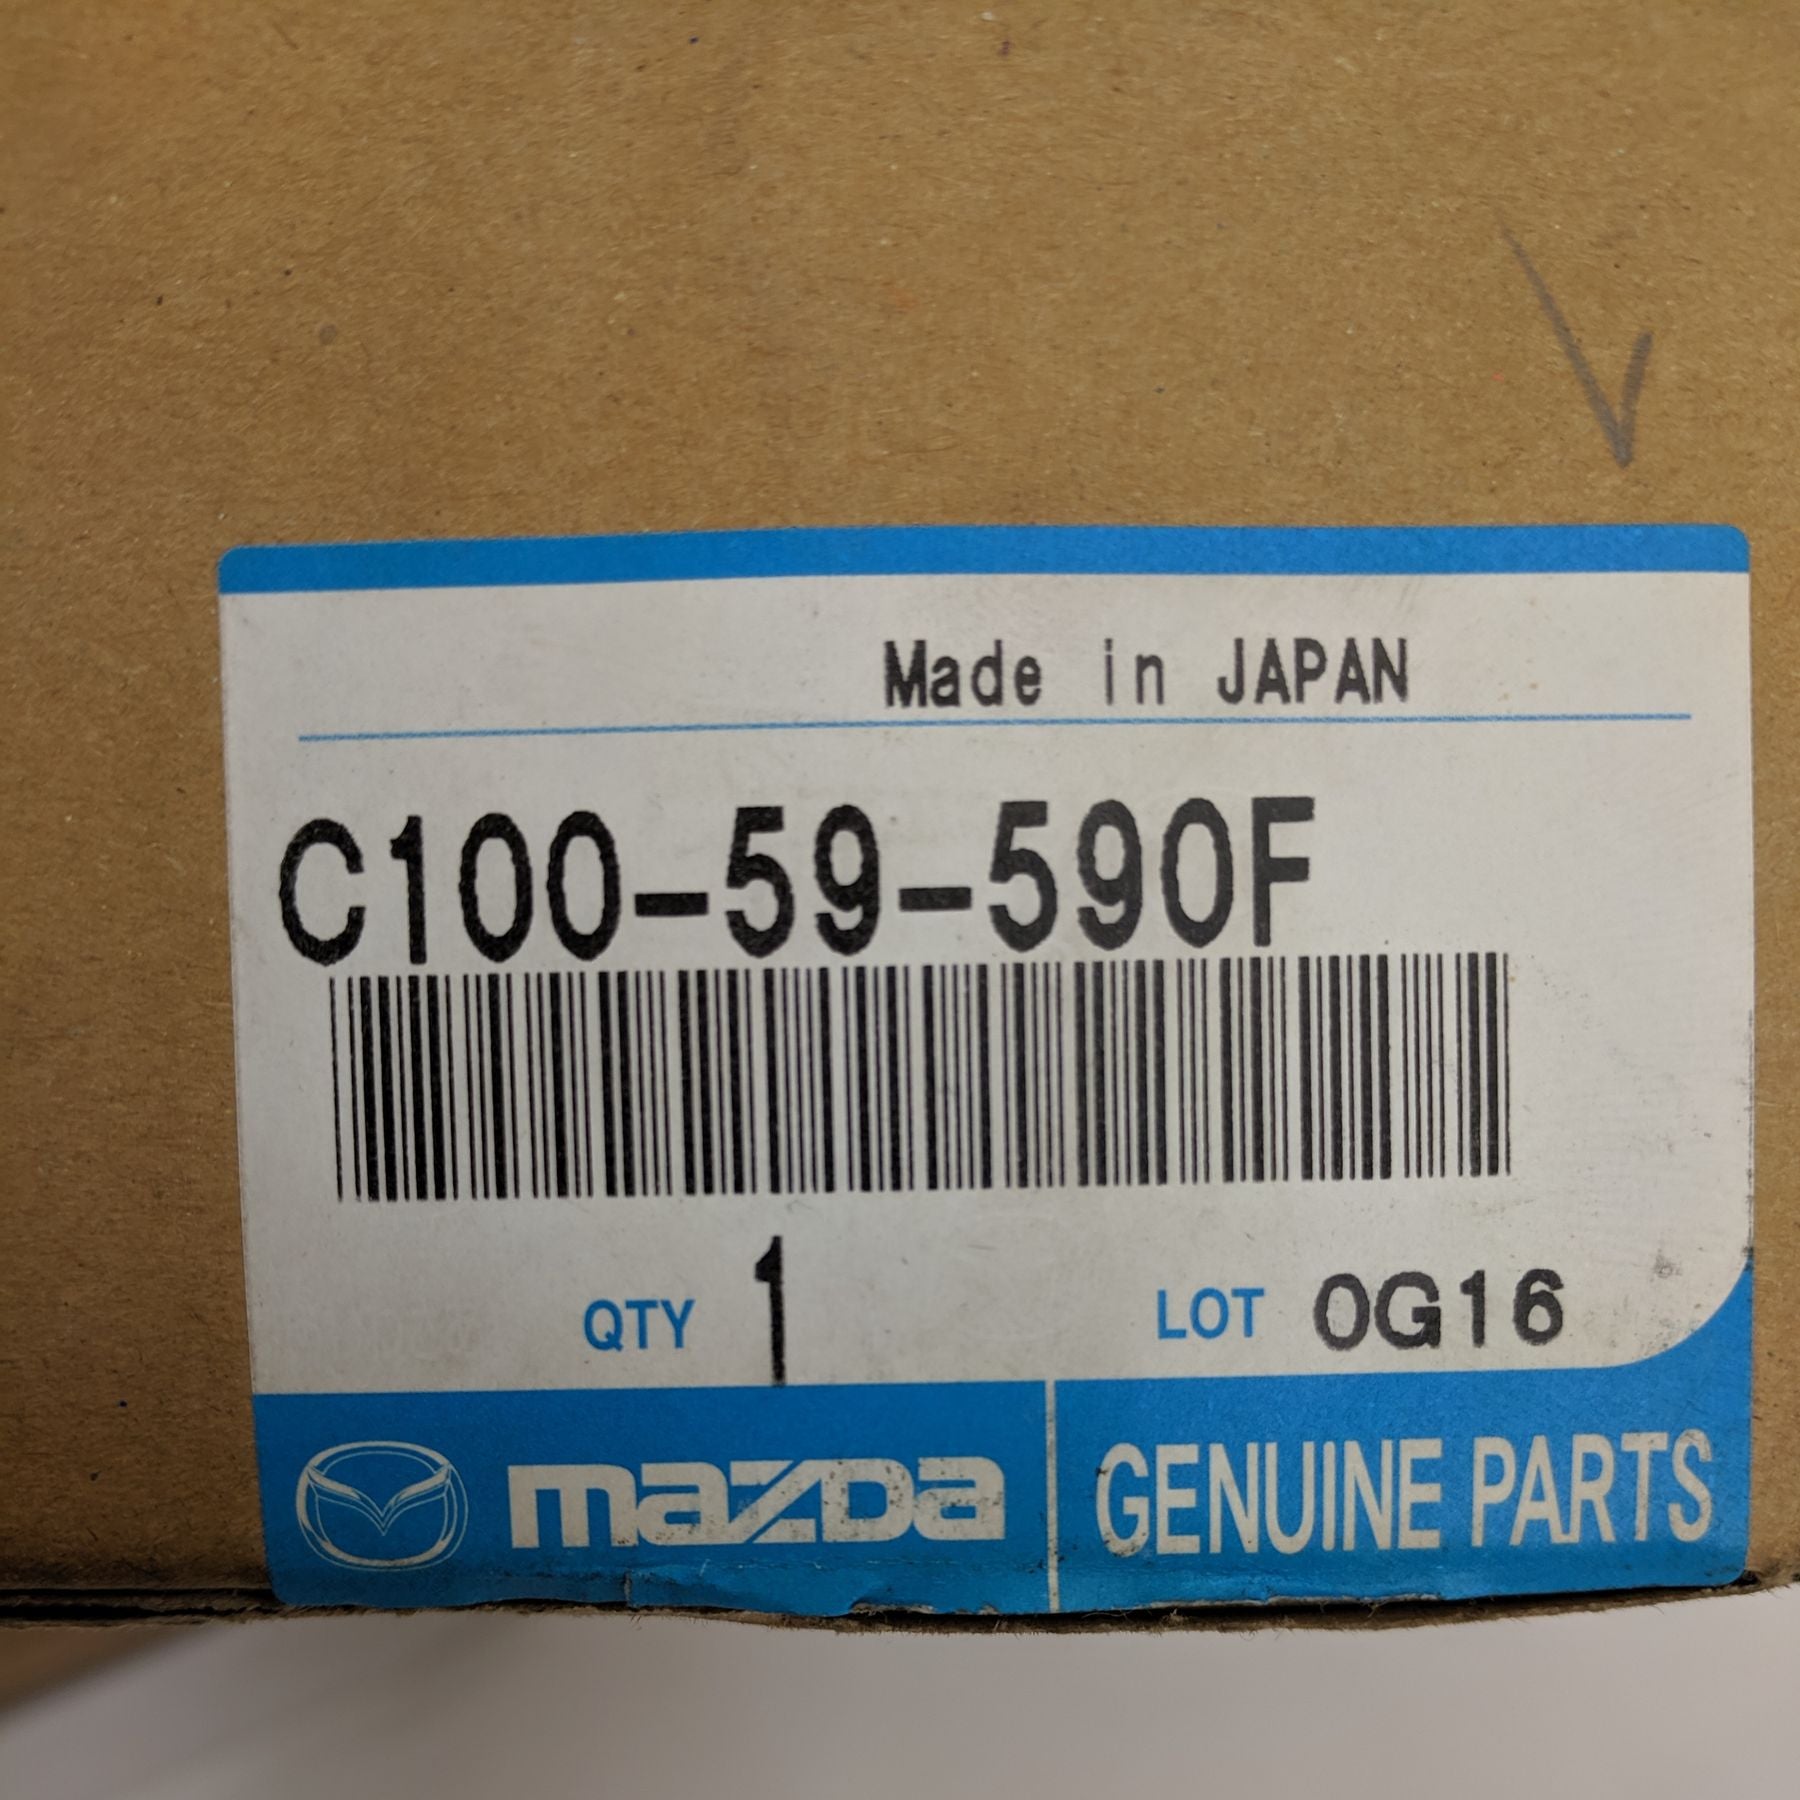 Made in JAPAN
C100-59-590F
QTY 1 LOT 0G16
mazda GENUINE PARTS